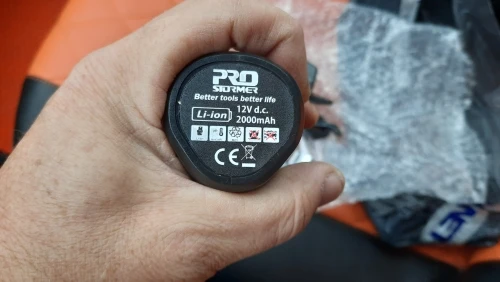 PRO
STORMER
Better tools better life
Li-ion
12V d.c.
2000mAh
CE